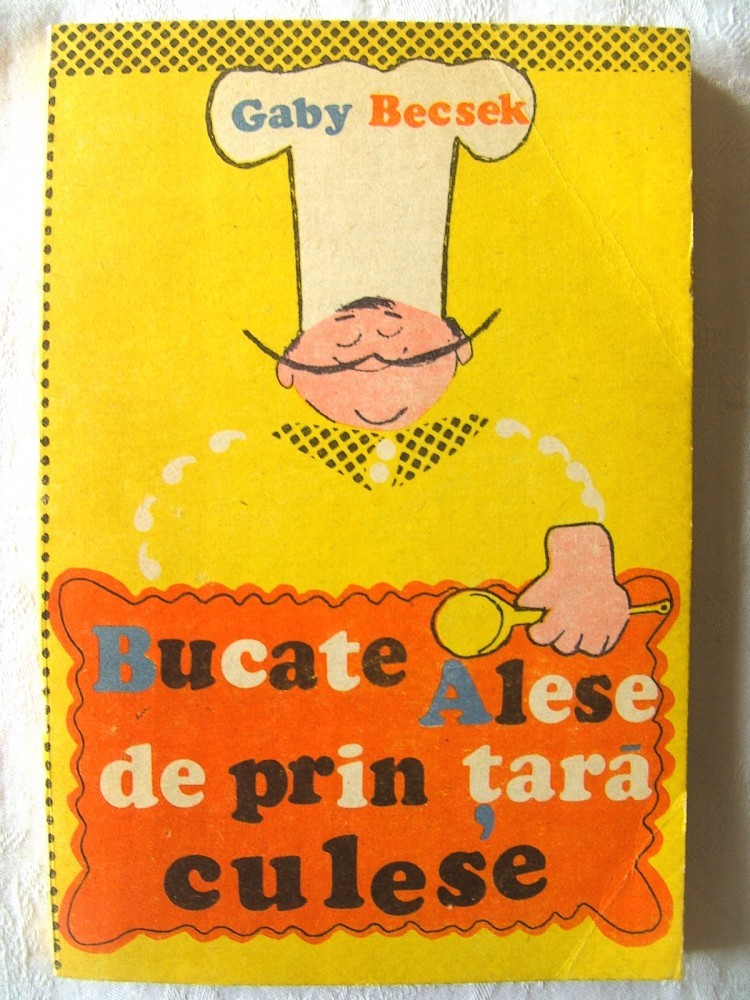 Gaby Becsek
Bucate Alese
de prin țară
culese